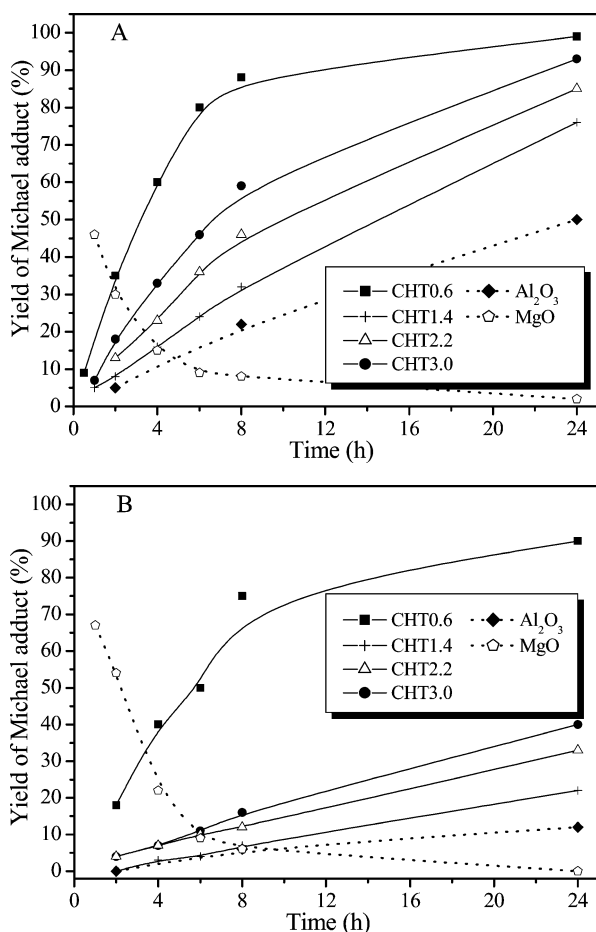 A
Yield of Michael adduct (%)
100
90
80
70
60
50
40
30
20
10
0
CHT0.6
CHT1.4
CHT2.2
CHT3.0
Al₂O₃
MgO
0 4 8 12 16 20 24
Time (h)
B
Yield of Michael adduct (%)
100
90
80
70
60
50
40
30
20
10
0
CHT0.6
CHT1.4
CHT2.2
CHT3.0
Al₂O₃
MgO
0 4 8 12 16 20 24
Time (h)